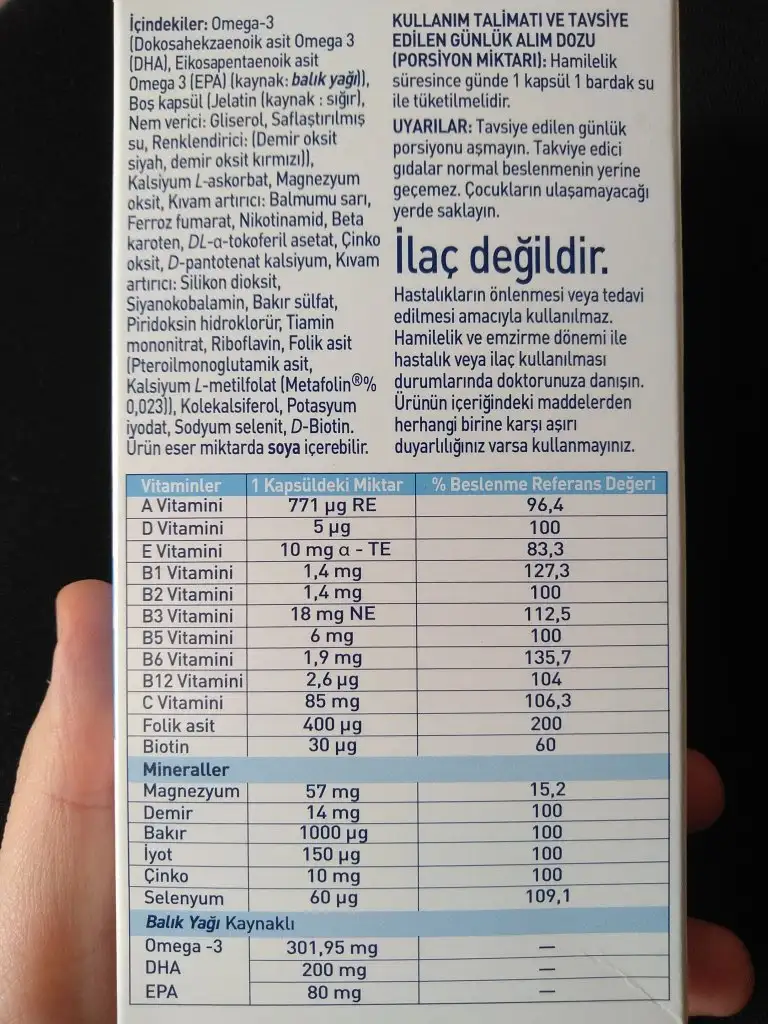 İçindekiler: Omega-3
(Dokosahekzaenoik asit Omega 3
(DHA), Eikosapentaenoik asit
Omega 3 (EPA) (kaynak: balık yağı)),
Boş kapsül (Jelatin (kaynak : sığır),
Nem verici: Gliserol, Saflaştırılmış
su, Renklendirici: (Demir oksit
siyah, demir oksit kırmızı)),
Kalsiyum L-askorbat, Magnezyum
oksit, Kıvam artırıcı: Balmumu sarı,
Ferroz fumarat, Nikotinamid, Beta
karoten, DL-α-tokoferil asetat, Çinko
oksit, D-pantotenat kalsiyum, Kıvam
artırıcı: Silikon dioksit,
Siyanokobalamin, Bakır sülfat,
Piridoksin hidroklorür, Tiamin
mononitrat, Riboflavin, Folik asit
(Pteroilmonoglutamik asit,
Kalsiyum L-metilfolat (Metafolin®%
0,023)), Kolekalsiferol, Potasyum
iyodat, Sodyum selenit, D-Biotin.
Ürün eser miktarda soya içerebilir.
KULLANIM TALİMATI VE TAVSİYE
EDİLEN GÜNLÜK ALIM DOZU
(PORSİYON MİKTARI): Hamilelik
süresince günde 1 kapsül 1 bardak su
ile tüketilmelidir.
UYARILAR: Tavsiye edilen günlük
porsiyonu aşmayın. Takviye edici
gıdalar normal beslenmenin yerine
geçemez. Çocukların ulaşamayacağı
yerde saklayın.
İlaç değildir.
Hastalıkların önlenmesi veya tedavi
edilmesi amacıyla kullanılmaz.
Hamilelik ve emzirme dönemi ile
hastalık veya ilaç kullanılması
durumlarında doktorunuza danışın.
Ürünün içeriğindeki maddelerden
herhangi birine karşı aşırı
duyarlılığınız varsa kullanmayınız.
Vitaminler 1 Kapsüldeki Miktar % Beslenme Referans Değeri
A Vitamini 771 µg RE 96,4
D Vitamini 5 µg 100
E Vitamini 10 mg α - TE 83,3
B1 Vitamini 1,4 mg 127,3
B2 Vitamini 1,4 mg 100
B3 Vitamini 18 mg NE 112,5
B5 Vitamini 6 mg 100
B6 Vitamini 1,9 mg 135,7
B12 Vitamini 2,6 µg 104
C Vitamini 85 mg 106,3
Folik asit 400 µg 200
Biotin 30 µg 60
Mineraller
Magnezyum 57 mg 15,2
Demir 14 mg 100
Bakır 1000 µg 100
İyot 150 µg 100
Çinko 10 mg 100
Selenyum 60 µg 109,1
Balık Yağı Kaynaklı
Omega -3 301,95 mg —
DHA 200 mg —
EPA 80 mg —